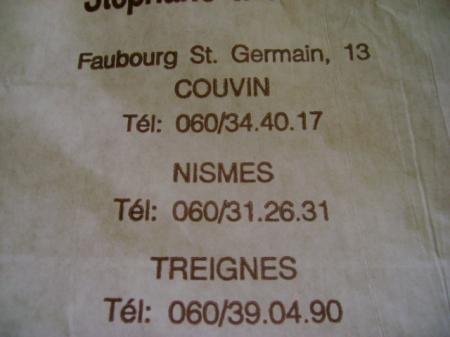 Stéphane
Faubourg St. Germain, 13
COUVIN
Tél: 060/34.40.17
NISMES
Tél: 060/31.26.31
TREIGNES
Tél: 060/39.04.90